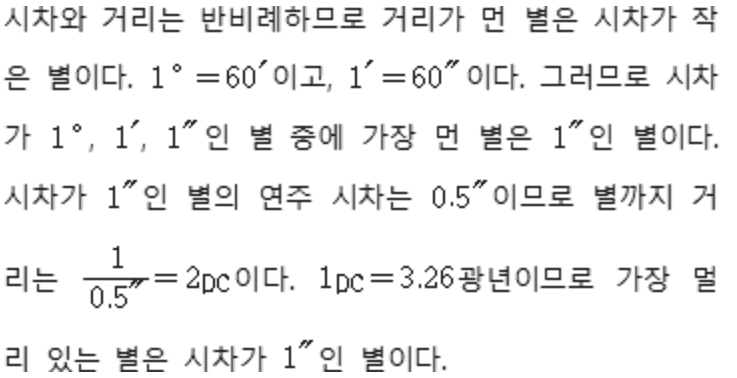 시차와 거리는 반비례하므로 거리가 먼 별은 시차가 작
은 별이다. 1°=60′이고, 1′=60″이다. 그러므로 시차
가 1°, 1′, 1″인 별 중에 가장 먼 별은 1″인 별이다.
시차가 1″인 별의 연주 시차는 0.5″이므로 별까지 거
리는 1/0.5″=2pc이다. 1pc=3.26광년이므로 가장 멀
리 있는 별은 시차가 1″인 별이다.